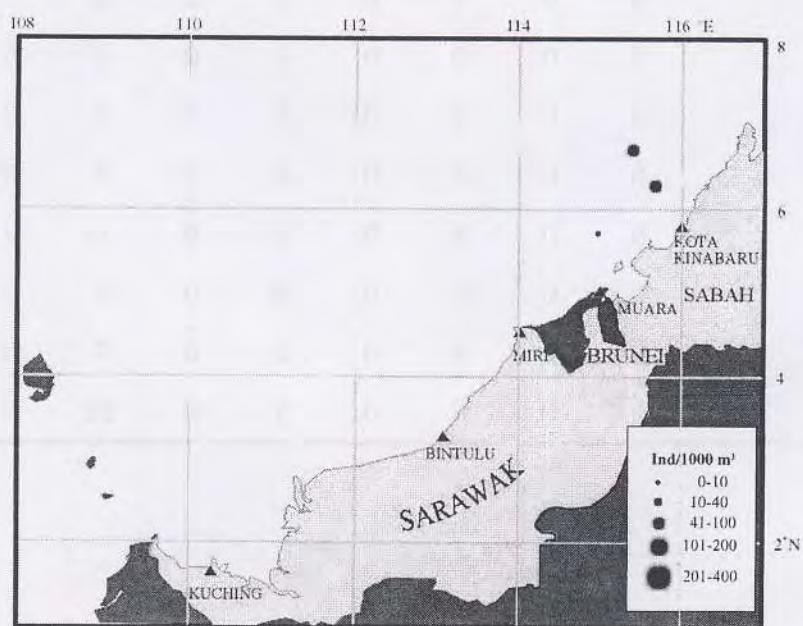 108 110 112 114 116 °E
8
6
KOTA
KINABARU
SABAH
MUARA
MIRI
BRUNEI
4
BINTULU
SARAWAK
Ind/1000 m³
0-10
10-40
41-100
101-200
201-400
2°N
KUCHING